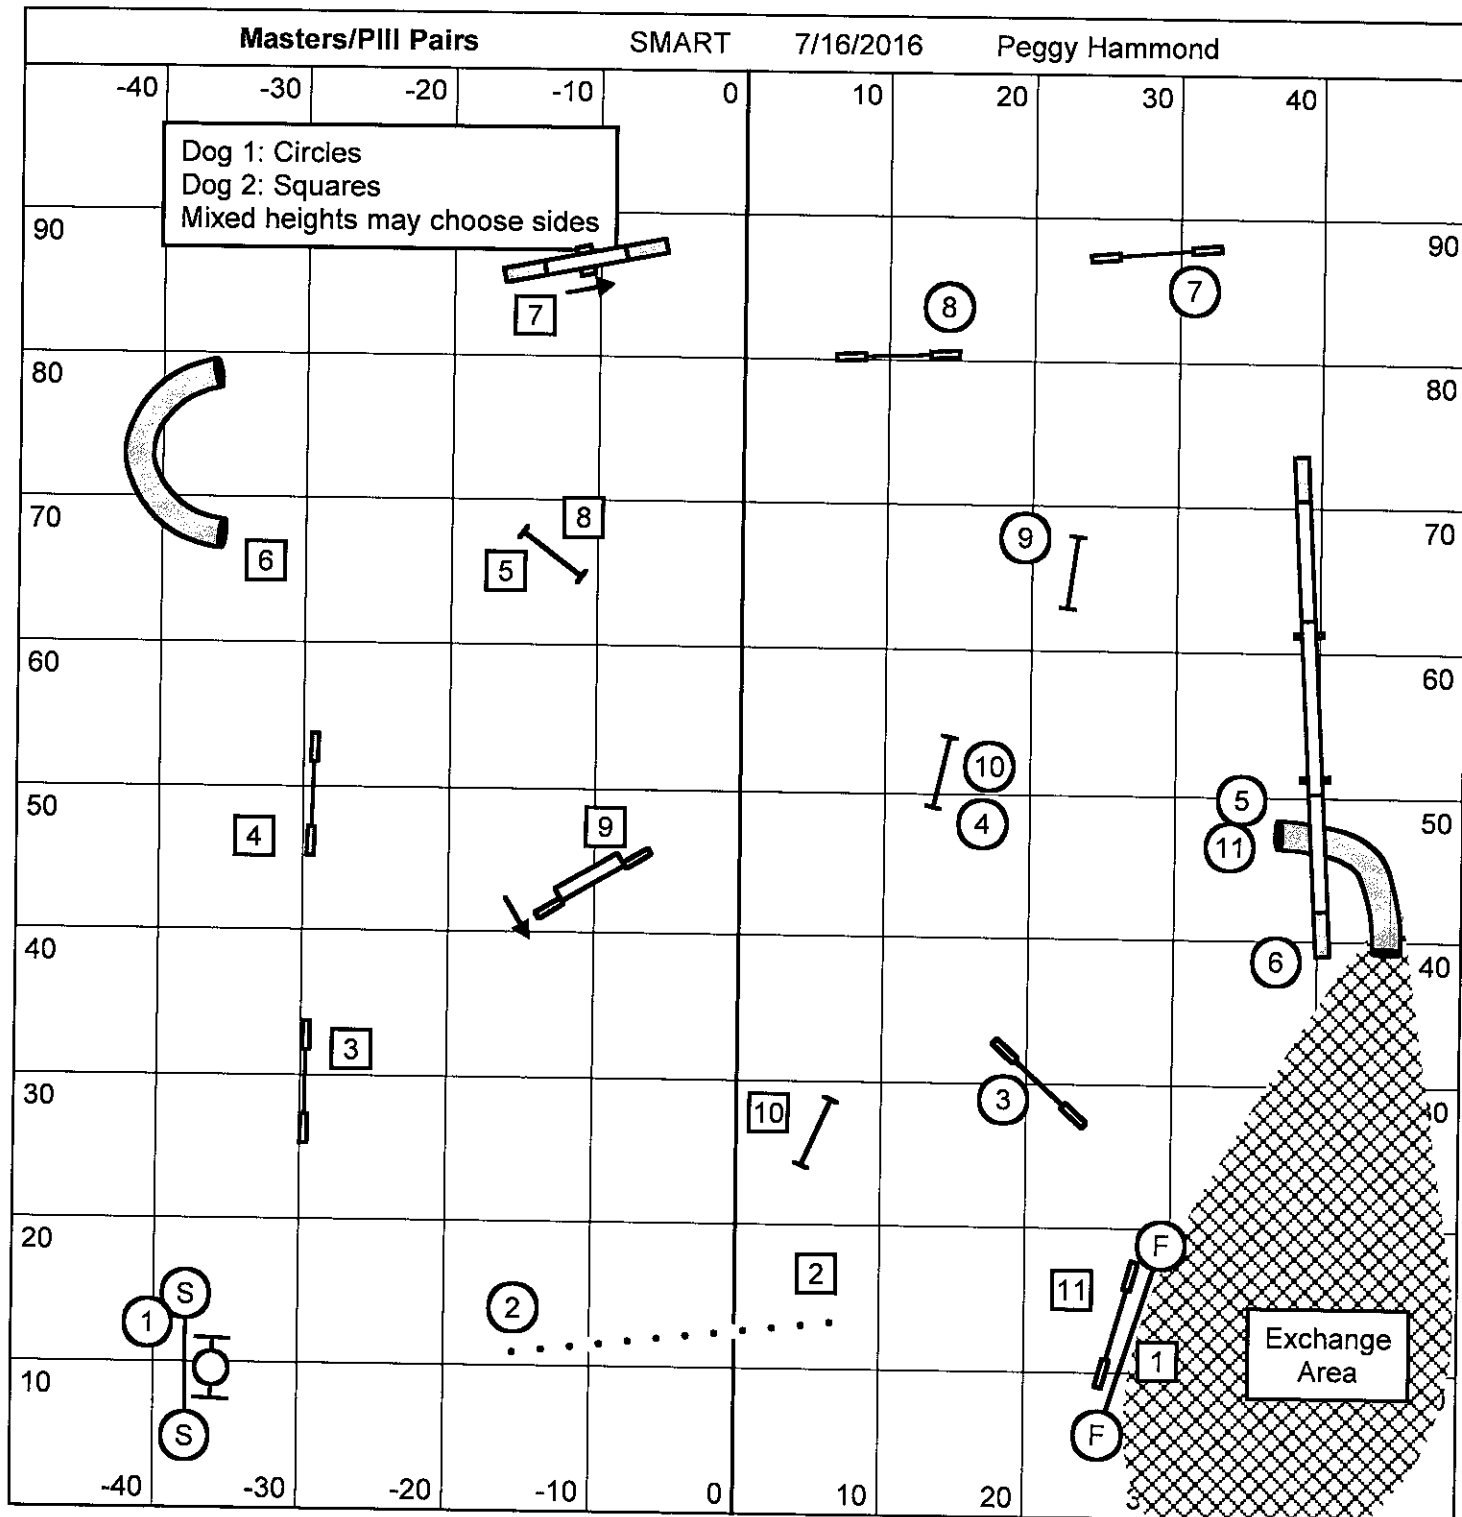 Masters/PIII Pairs SMART 7/16/2016 Peggy Hammond
-40 -30 -20 -10 0 10 20 30 40
Dog 1: Circles
Dog 2: Squares
Mixed heights may choose sides
90 90
7 8 7
80 80
70 8 9 70
6 5
60 60
10
50 4 9 4 5 50
11
40 6 40
3
30 10 3
20
S 2 11 F
1 2
Exchange
Area
10 1
S F
-40 -30 -20 -10 0 10 20